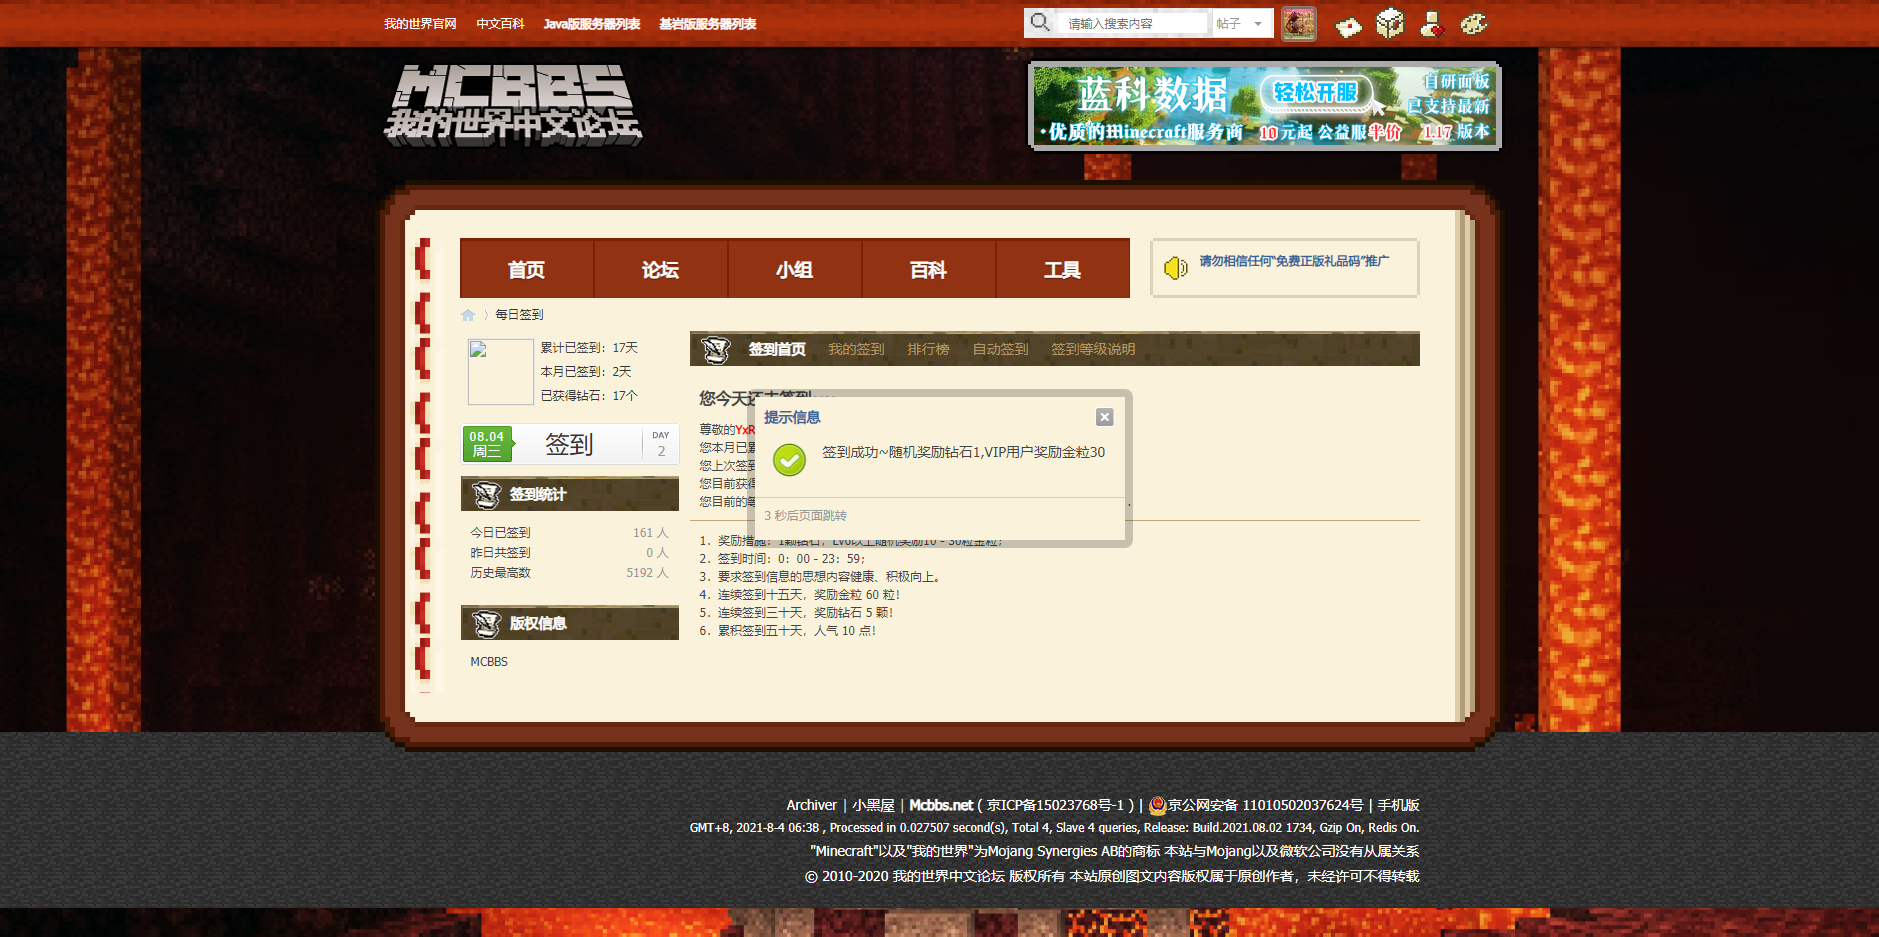 我的世界官网 中文百科 Java版服务器列表 基岩版服务器列表
请输入搜索内容 帖子
MCBBS
我的世界中文论坛
蓝科数据 轻松开服 自研面板
已支持最新
·优质的Minecraft服务商 10元起 公益服半价 1.17 版本
首页 论坛 小组 百科 工具
请勿相信任何“免费正版礼品码”推广
每日签到
累计已签到：17天
本月已签到：2天
已获得钻石：17个
08.04
周三
签到
DAY
2
签到统计
今日已签到 161 人
昨日共签到 0 人
历史最高数 5192 人
版权信息
MCBBS
签到首页 我的签到 排行榜 自动签到 签到等级说明
您今天还未签到
尊敬的YxR
您本月已累
您上次签到
您目前获得
您目前的等
提示信息
签到成功~随机奖励钻石1,VIP用户奖励金粒30
3 秒后页面跳转
1. 奖励措施：1颗钻石，Lv6以上随机奖励10 - 30粒金粒；
2. 签到时间：0：00 - 23：59；
3. 要求签到信息的思想内容健康、积极向上。
4. 连续签到十五天，奖励金粒 60 粒！
5. 连续签到三十天，奖励钻石 5 颗！
6. 累积签到五十天，人气 10 点！
Archiver | 小黑屋 | Mcbbs.net ( 京ICP备15023768号-1 ) | 京公网安备 11010502037624号 | 手机版
GMT+8, 2021-8-4 06:38 , Processed in 0.027507 second(s), Total 4, Slave 4 queries, Release: Build.2021.08.02 1734, Gzip On, Redis On.
"Minecraft"以及"我的世界"为Mojang Synergies AB的商标 本站与Mojang以及微软公司没有从属关系
© 2010-2020 我的世界中文论坛 版权所有 本站原创图文内容版权属于原创作者，未经许可不得转载